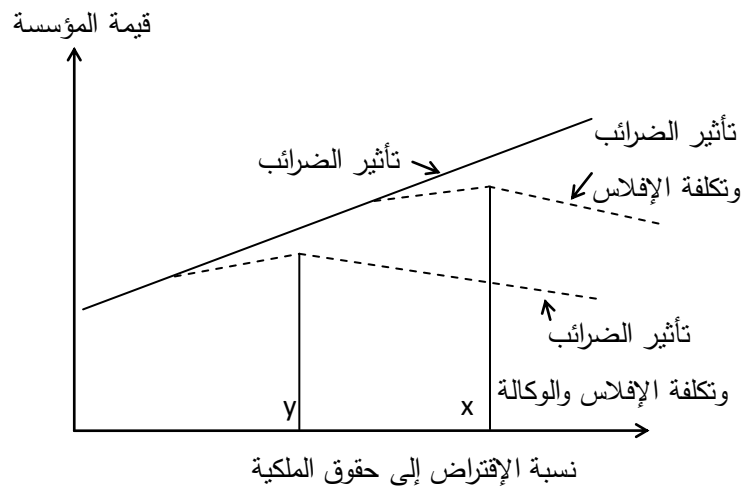 قيمة المؤسسة
تأثير الضرائب
وتكلفة الإفلاس
تأثير الضرائب
تأثير الضرائب
وتكلفة الإفلاس والوكالة
y
x
نسبة الإقتراض إلى حقوق الملكية